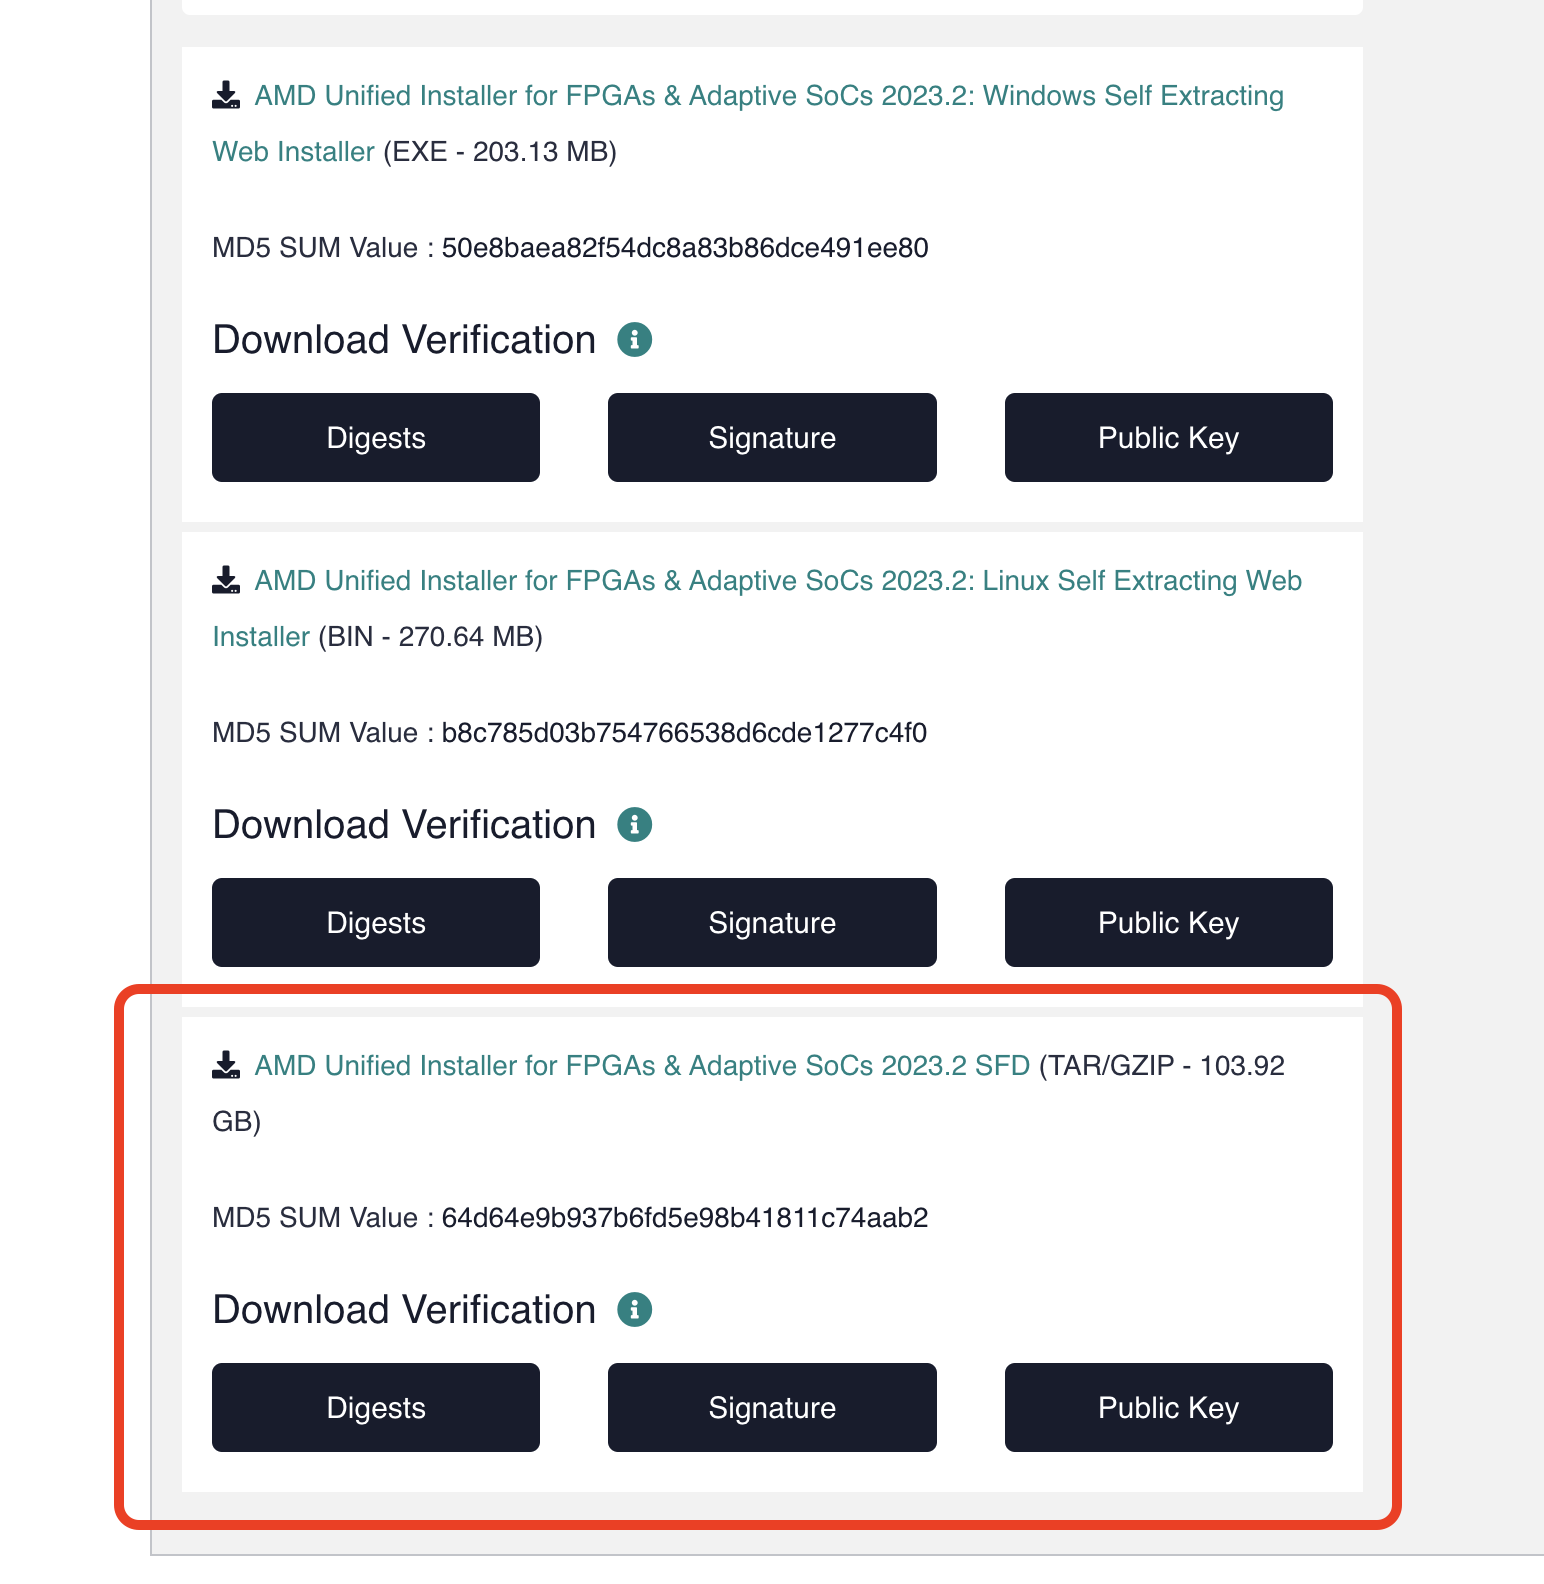 AMD Unified Installer for FPGAs & Adaptive SoCs 2023.2: Windows Self Extracting
Web Installer (EXE - 203.13 MB)
MD5 SUM Value : 50e8baea82f54dc8a83b86dce491ee80
Download Verification
Digests
Signature
Public Key
AMD Unified Installer for FPGAs & Adaptive SoCs 2023.2: Linux Self Extracting Web
Installer (BIN - 270.64 MB)
MD5 SUM Value : b8c785d03b754766538d6cde1277c4f0
Download Verification
Digests
Signature
Public Key
AMD Unified Installer for FPGAs & Adaptive SoCs 2023.2 SFD (TAR/GZIP - 103.92
GB)
MD5 SUM Value : 64d64e9b937b6fd5e98b41811c74aab2
Download Verification
Digests
Signature
Public Key